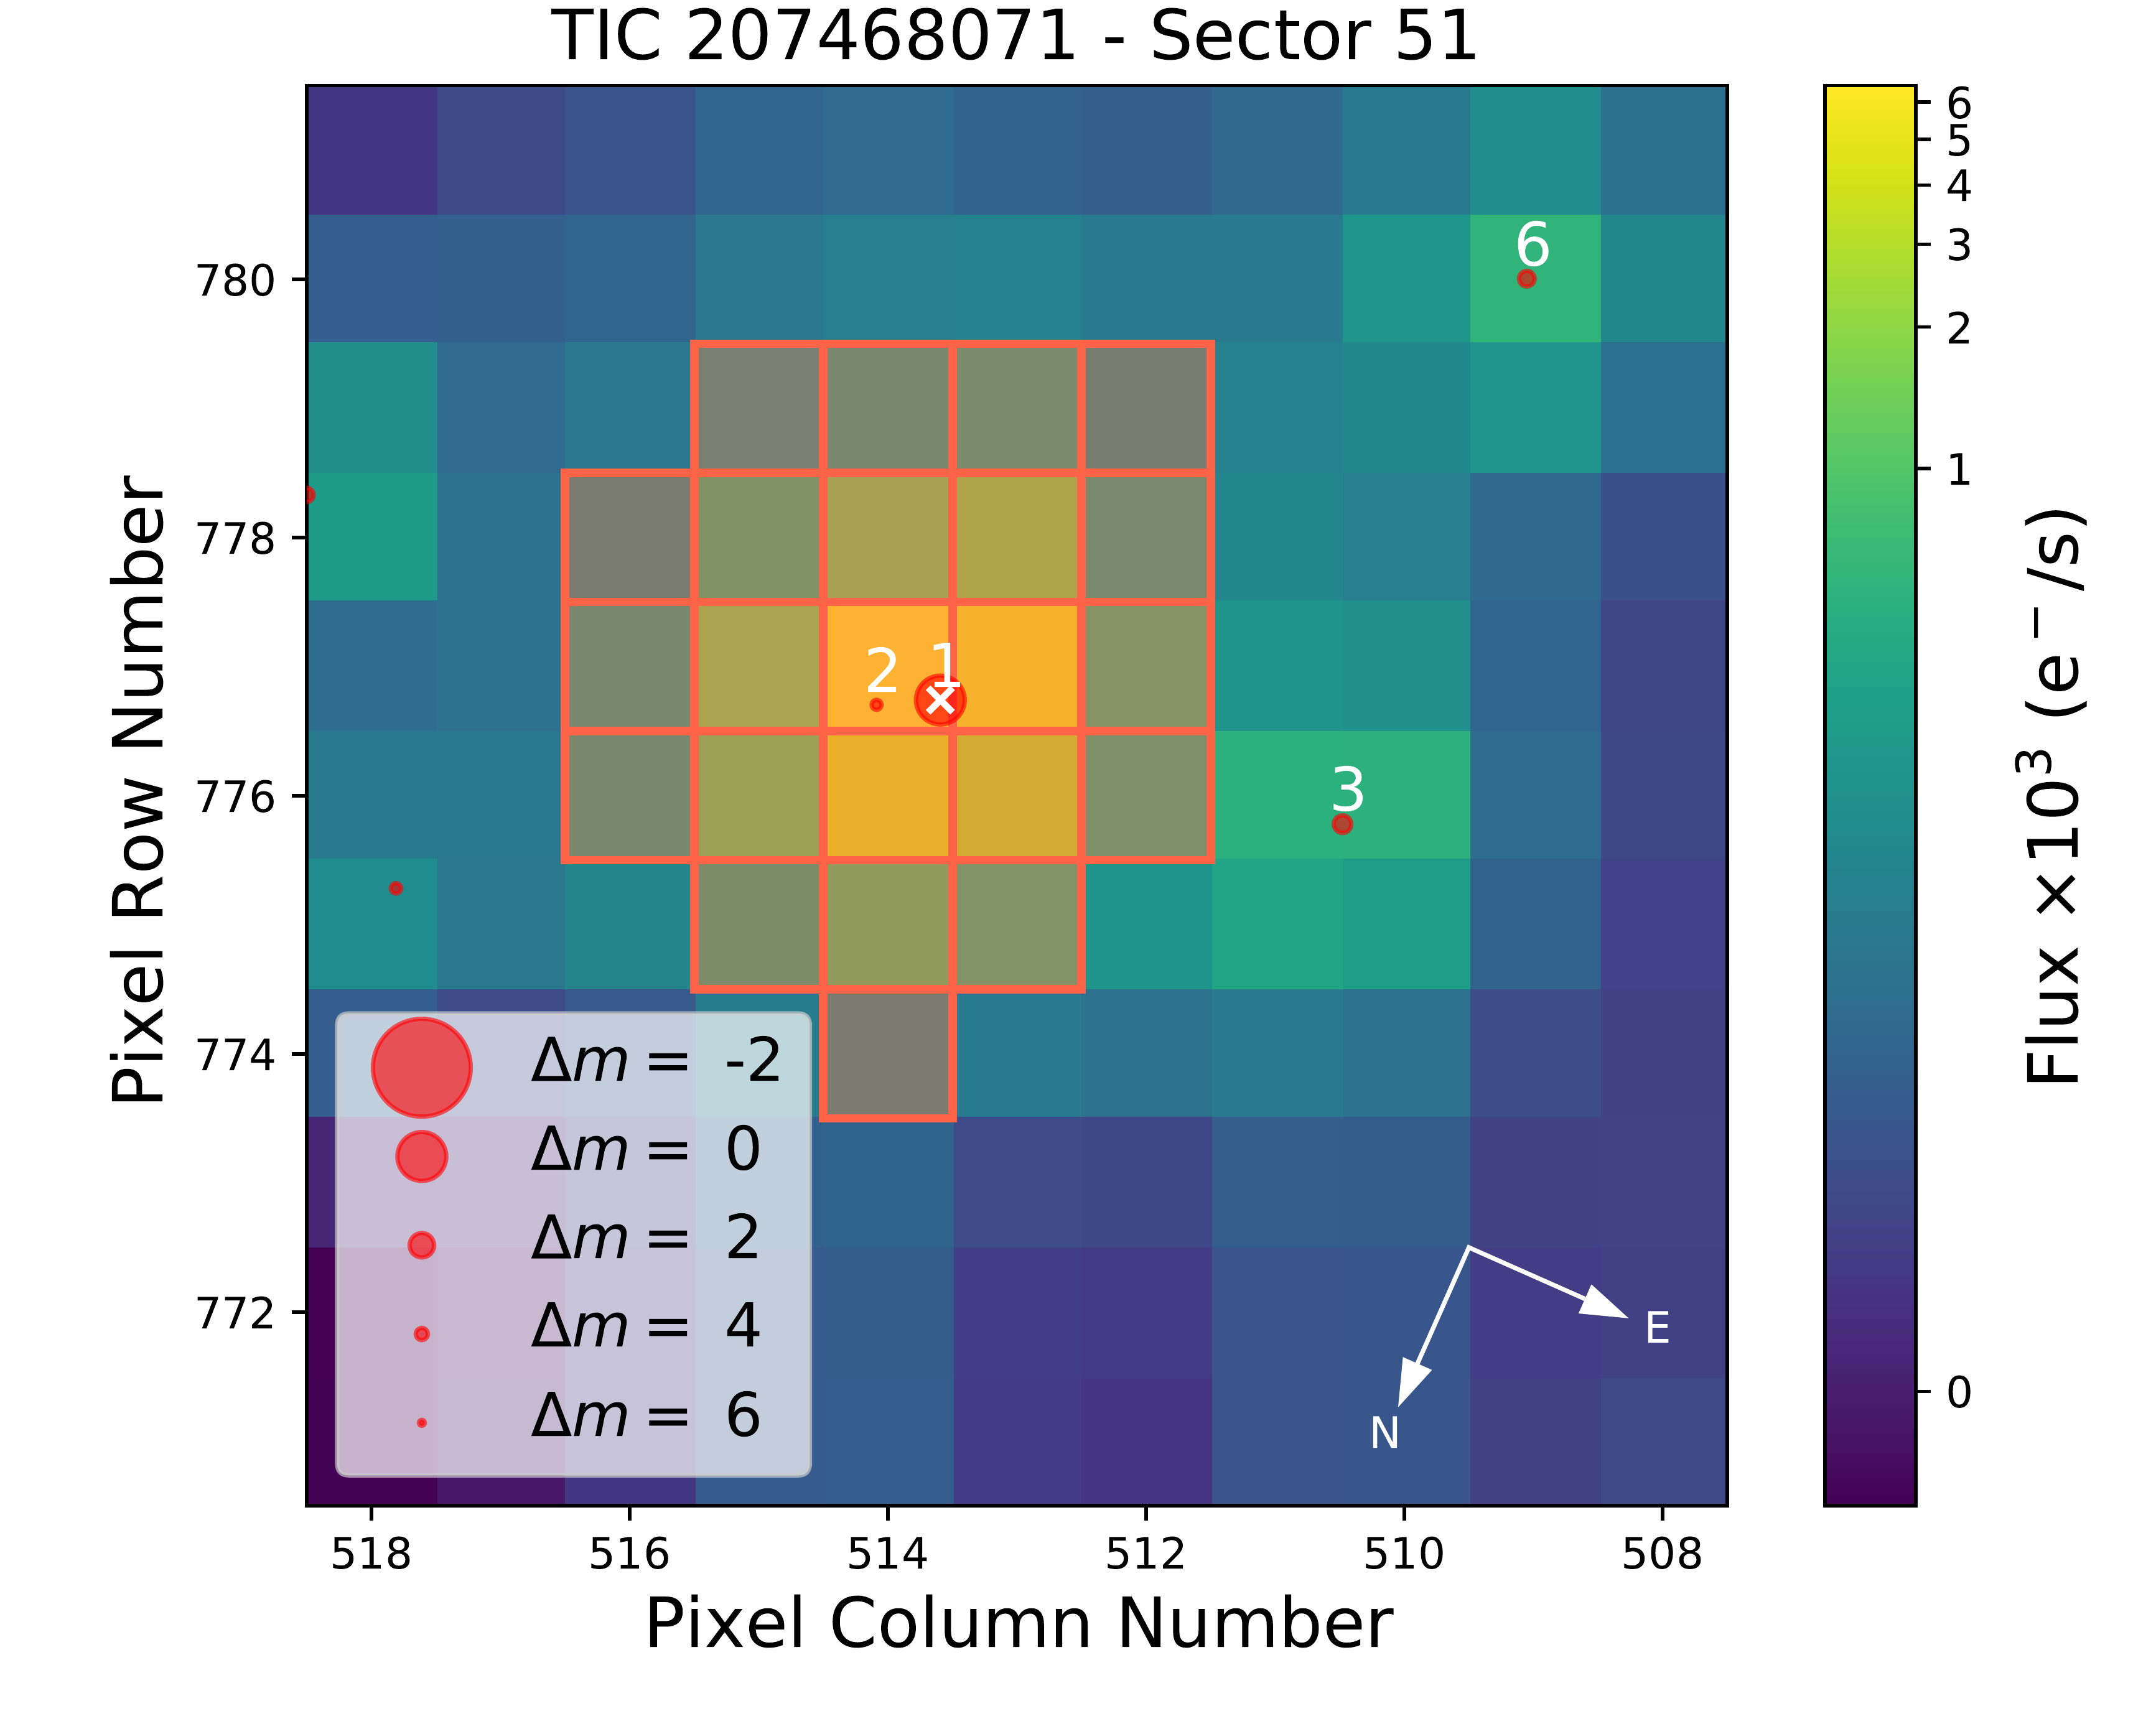 TIC 207468071 - Sector 51
Pixel Row Number
780
778
776
774
772
6
2
1
3
Δm = -2
Δm = 0
Δm = 2
Δm = 4
Δm = 6
E
N
518
516
514
512
510
508
Pixel Column Number
6
5
4
3
2
1
0
Flux ×10³ (e⁻/s)